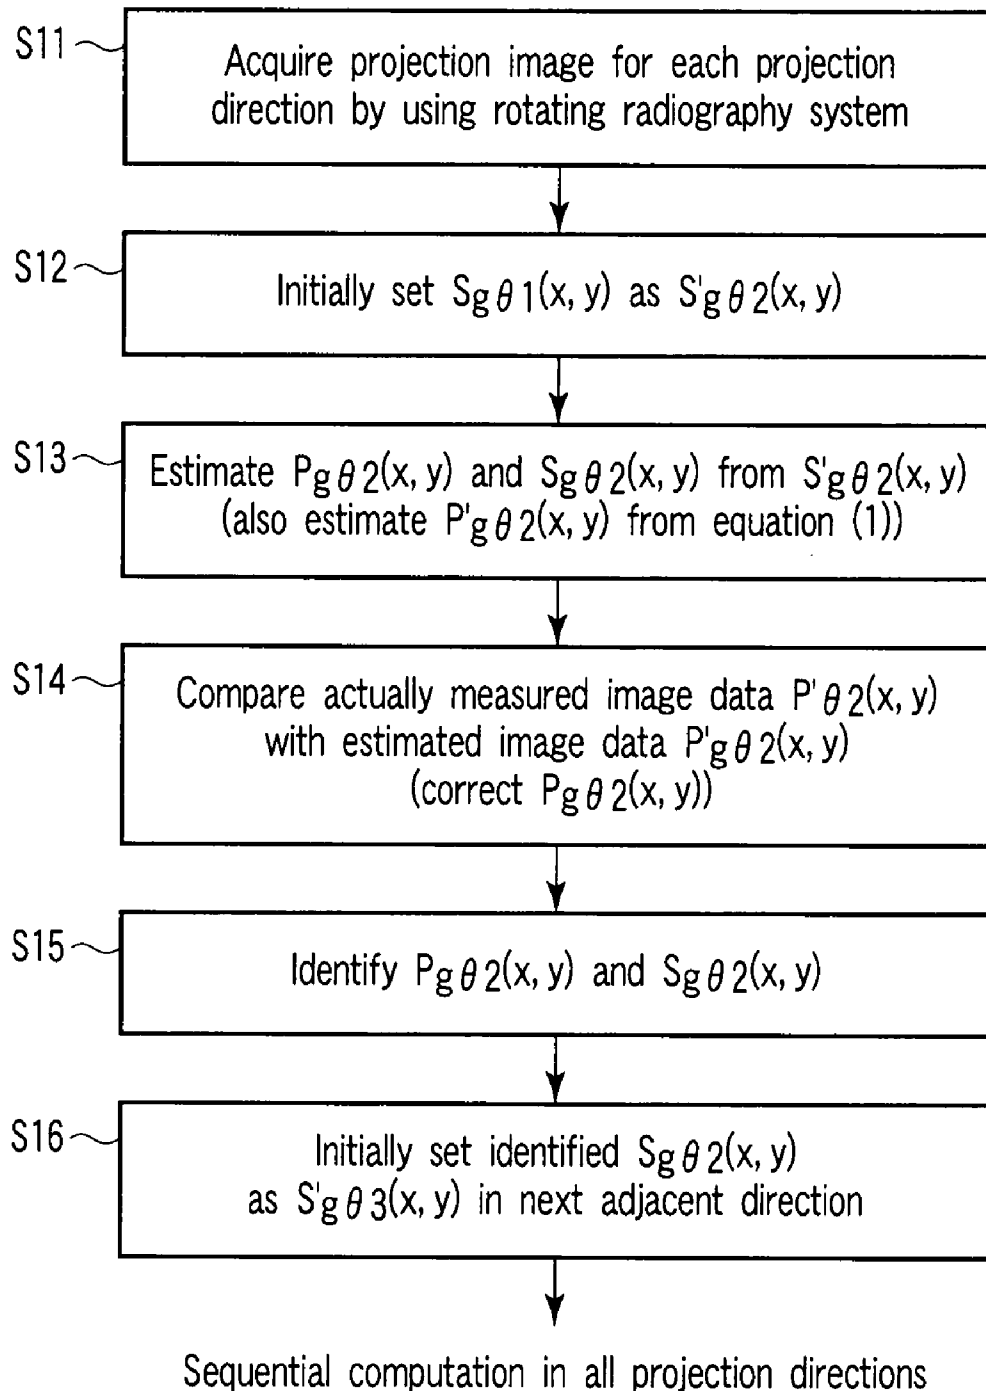 S11
Acquire projection image for each projection
direction by using rotating radiography system
S12
Initially set Sgθ1(x, y) as S'gθ2(x, y)
S13
Estimate Pgθ2(x, y) and Sgθ2(x, y) from S'gθ2(x, y)
(also estimate P'gθ2(x, y) from equation (1))
S14
Compare actually measured image data P'θ2(x, y)
with estimated image data P'gθ2(x, y)
(correct Pgθ2(x, y))
S15
Identify Pgθ2(x, y) and Sgθ2(x, y)
S16
Initially set identified Sgθ2(x, y)
as S'gθ3(x, y) in next adjacent direction
Sequential computation in all projection directions